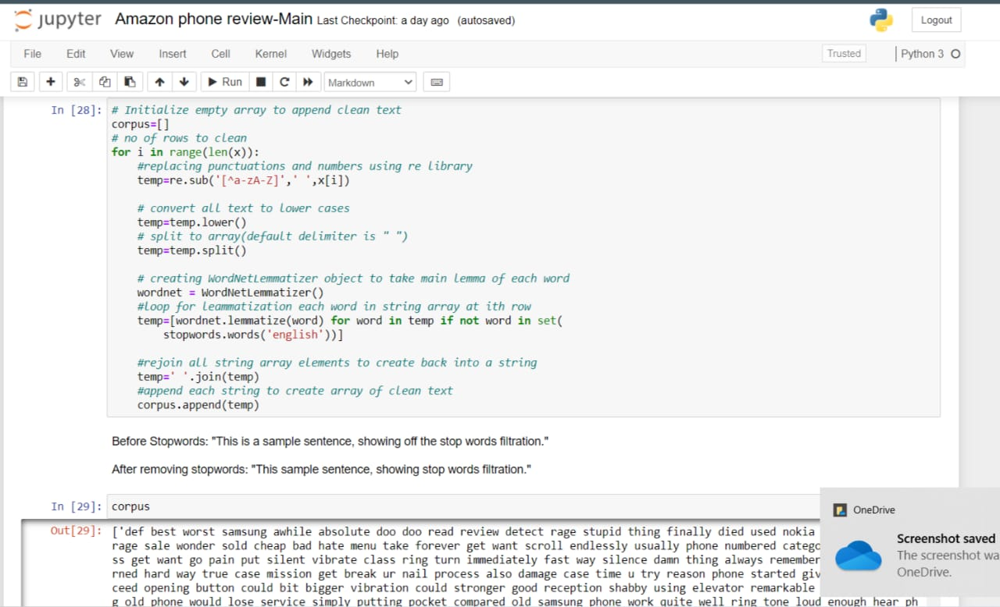 jupyter Amazon phone review-Main Last Checkpoint: a day ago (autosaved)
Logout
File Edit View Insert Cell Kernel Widgets Help
Trusted
Python 3
Run
Markdown
In [28]: # Initialize empty array to append clean text
corpus=[]
# no of rows to clean
for i in range(len(x)):
    #replacing punctuations and numbers using re library
    temp=re.sub('[^a-zA-Z]',' ',x[i])
    # convert all text to lower cases
    temp=temp.lower()
    # split to array(default delimiter is " ")
    temp=temp.split()
    # creating WordNetLemmatizer object to take main lemma of each word
    wordnet = WordNetLemmatizer()
    #loop for leammatization each word in string array at ith row
    temp=[wordnet.lemmatize(word) for word in temp if not word in set(
        stopwords.words('english'))]
    #rejoin all string array elements to create back into a string
    temp=' '.join(temp)
    #append each string to create array of clean text
    corpus.append(temp)
Before Stopwords: "This is a sample sentence, showing off the stop words filtration."
After removing stopwords: "This sample sentence, showing stop words filtration."
In [29]: corpus
Out[29]: ['def best worst samsung awhile absolute doo doo read review detect rage stupid thing finally died used nokia
rage sale wonder sold cheap bad hate menu take forever get want scroll endlessly usually phone numbered catego
ss get want go pain put silent vibrate class ring turn immediately fast way silence damn thing always remember
rned hard way true case mission get break ur nail process also damage case time u try reason phone started giv
ceed opening button could bit bigger vibration could stronger good reception shabby using elevator remarkable
g old phone would lose service simply putting pocket compared old samsung phone work quite well ring tone loud enough hear ph
OneDrive
Screenshot saved
The screenshot wa
OneDrive.